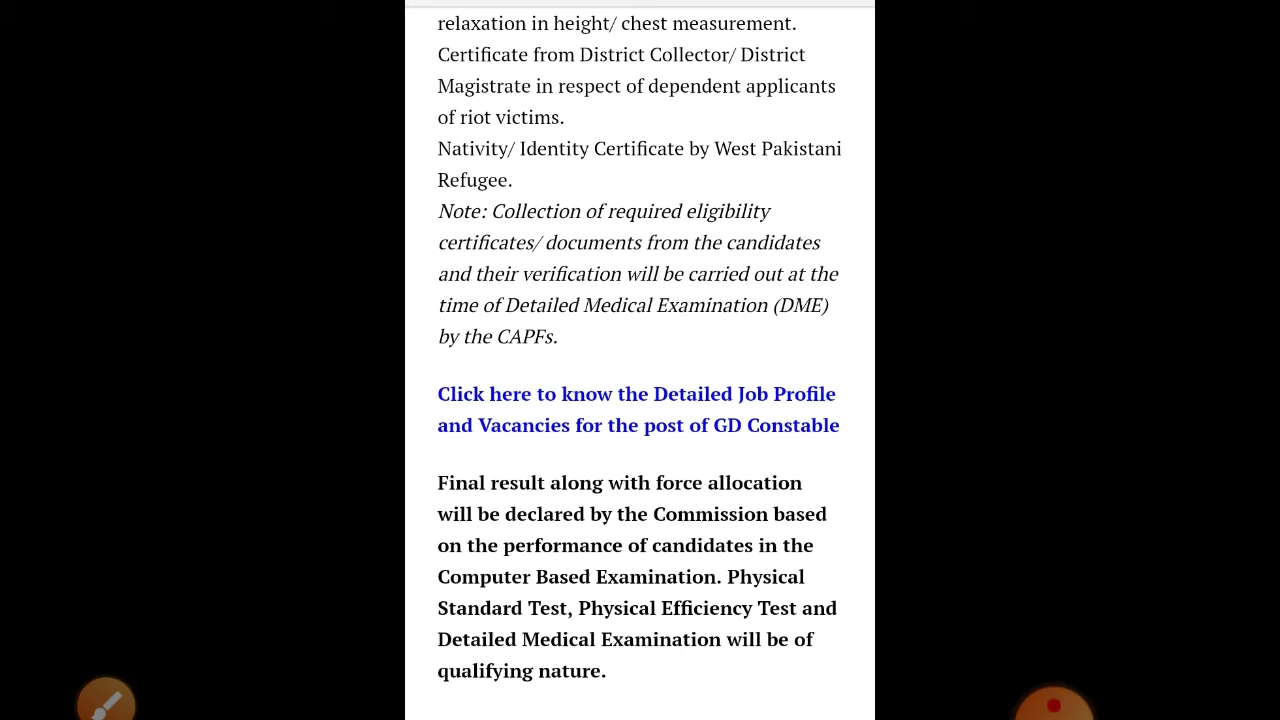 relaxation in height/ chest measurement.
Certificate from District Collector/ District
Magistrate in respect of dependent applicants
of riot victims.
Nativity/ Identity Certificate by West Pakistani
Refugee.
Note: Collection of required eligibility
certificates/ documents from the candidates
and their verification will be carried out at the
time of Detailed Medical Examination (DME)
by the CAPFs.
Click here to know the Detailed Job Profile
and Vacancies for the post of GD Constable
Final result along with force allocation
will be declared by the Commission based
on the performance of candidates in the
Computer Based Examination. Physical
Standard Test, Physical Efficiency Test and
Detailed Medical Examination will be of
qualifying nature.